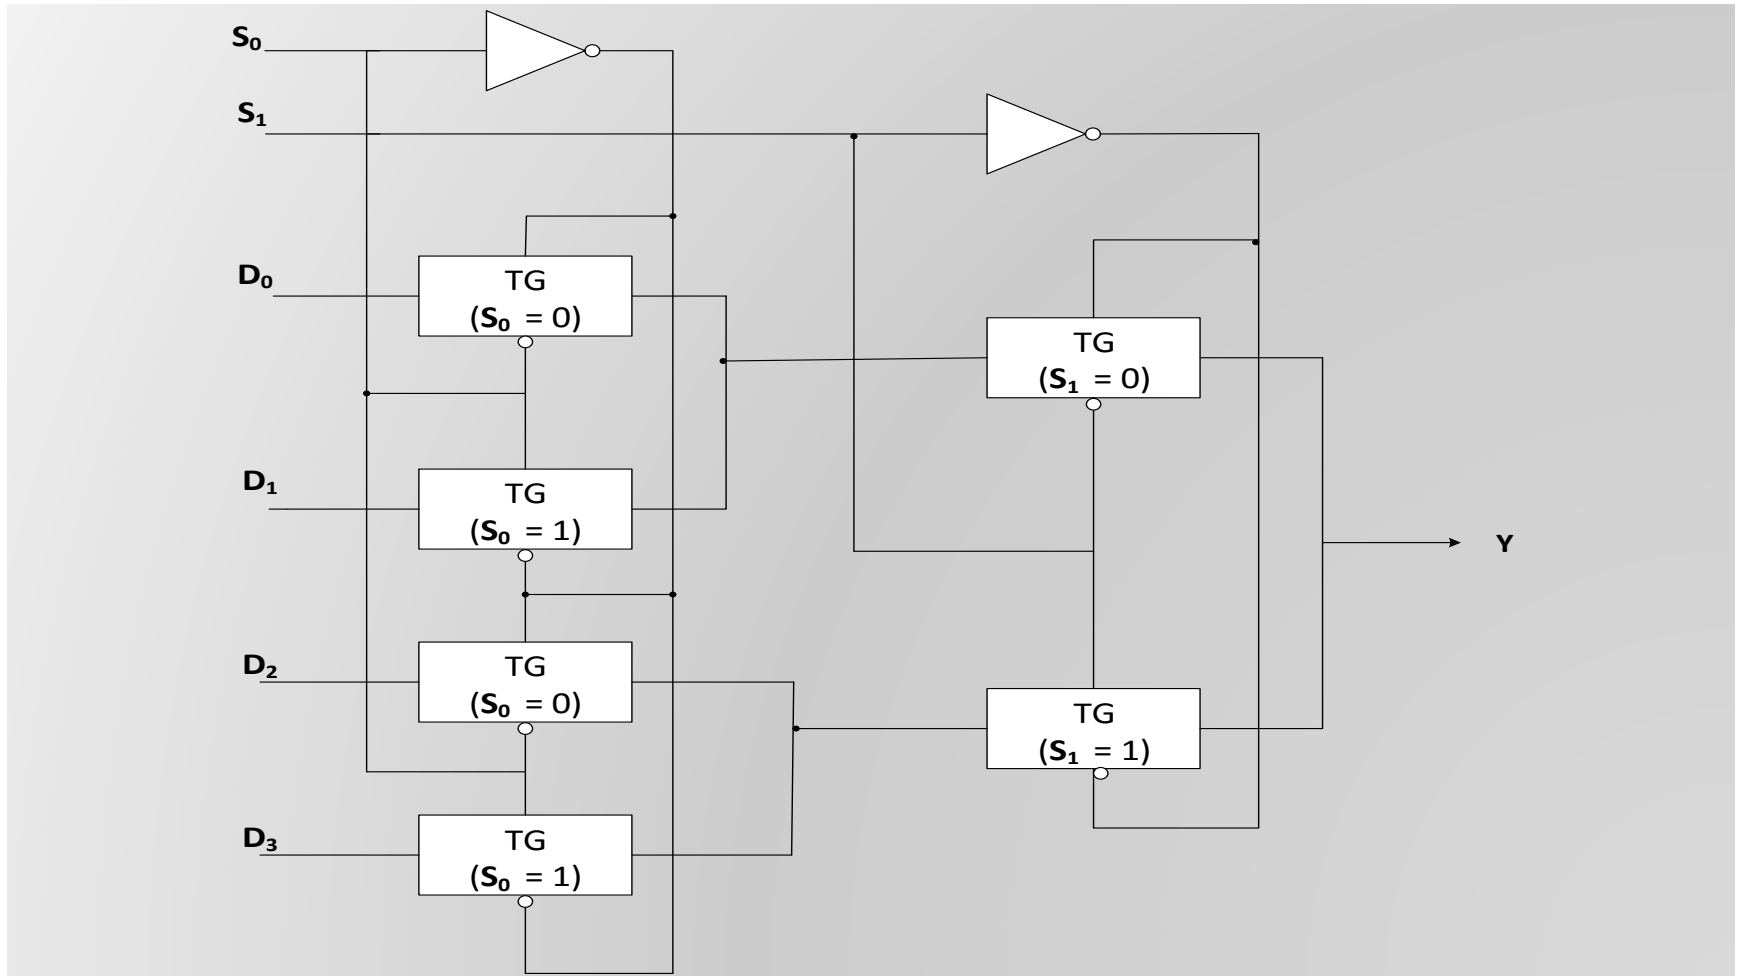 S₀
S₁
D₀
TG
(S₀ = 0)
TG
(S₁ = 0)
D₁
TG
(S₀ = 1)
Y
D₂
TG
(S₀ = 0)
TG
(S₁ = 1)
D₃
TG
(S₀ = 1)